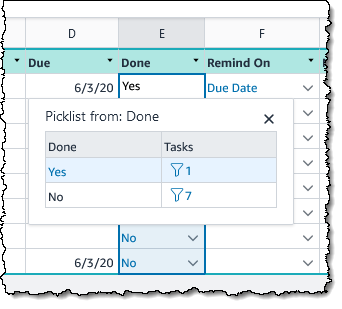 D E F
Due Done Remind On
6/3/20 Yes Due Date
Picklist from: Done
Done Tasks
Yes 1
No 7
No
6/3/20 No